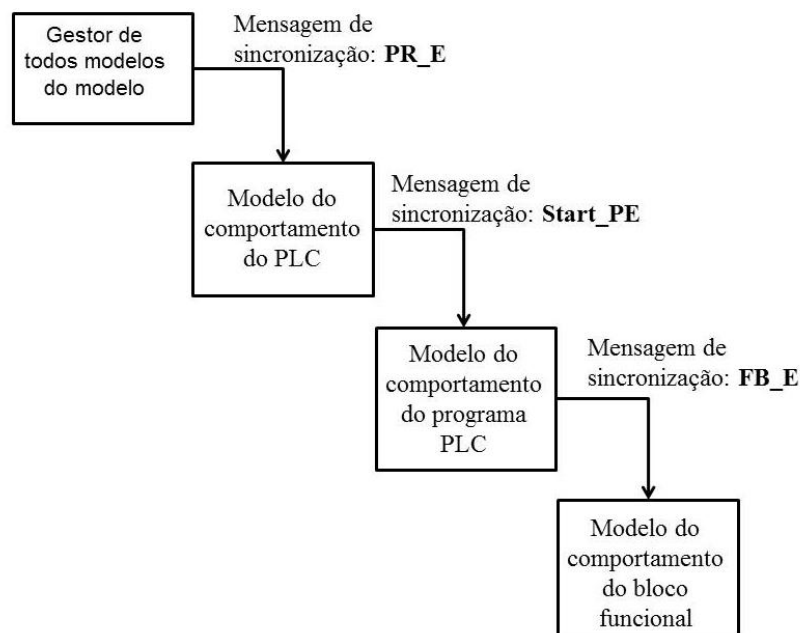 Gestor de
todos modelos
do modelo
Mensagem de
sincronização: PR_E
Modelo do
comportamento
do PLC
Mensagem de
sincronização: Start_PE
Modelo do
comportamento
do programa
PLC
Mensagem de
sincronização: FB_E
Modelo do
comportamento
do bloco
funcional